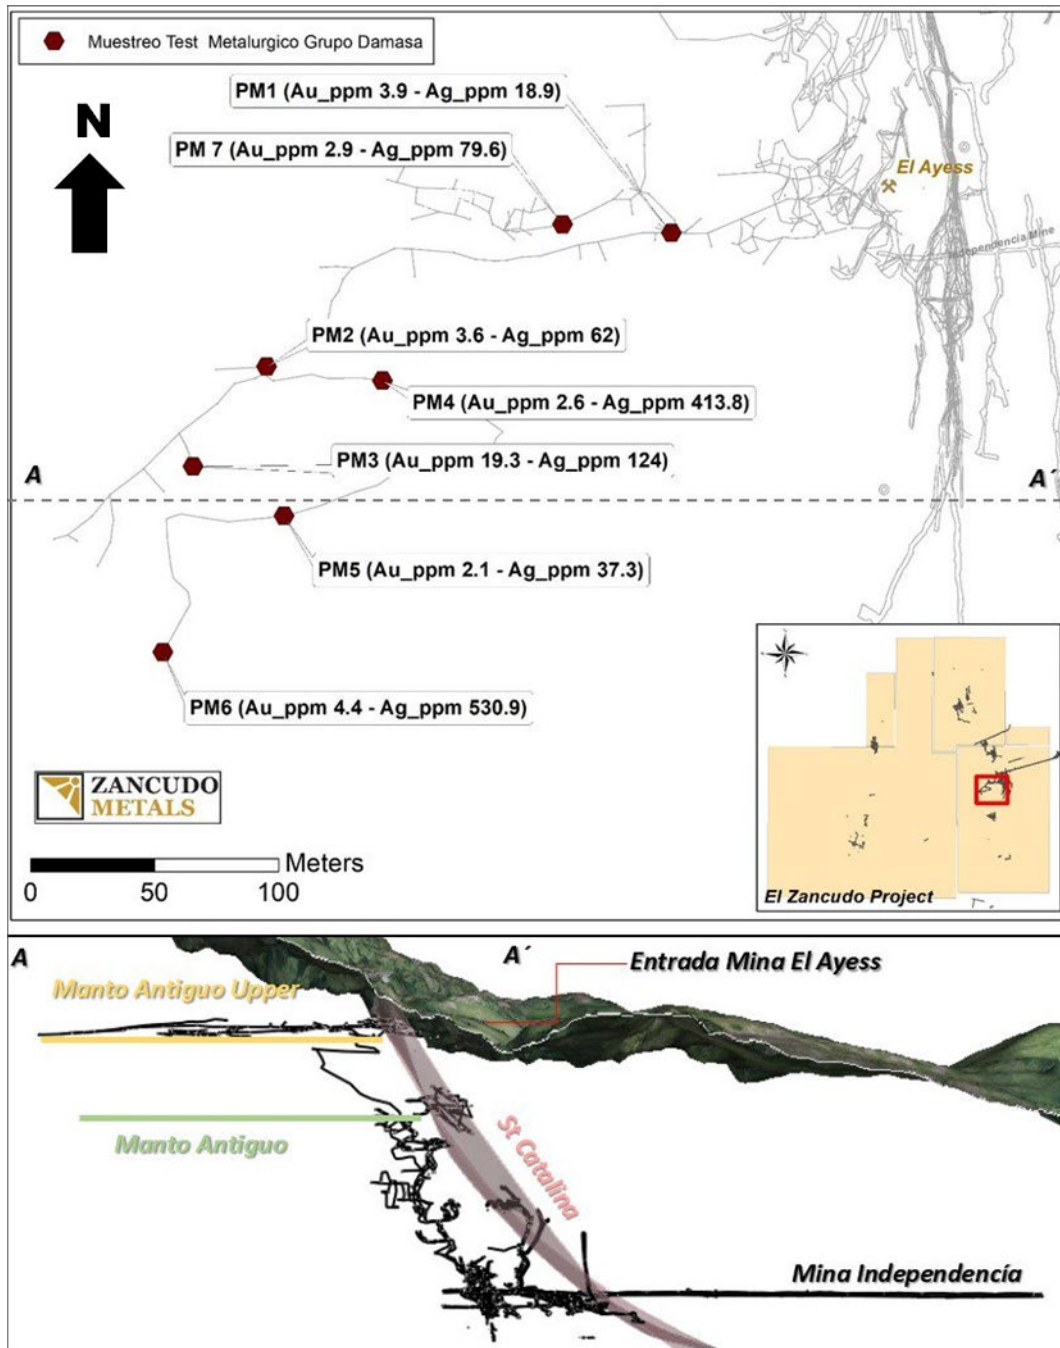 Muestreo Test Metalurgico Grupo Damasa
PM1 (Au_ppm 3.9 - Ag_ppm 18.9)
N
PM 7 (Au_ppm 2.9 - Ag_ppm 79.6)
El Ayess
Independencia Mine
PM2 (Au_ppm 3.6 - Ag_ppm 62)
PM4 (Au_ppm 2.6 - Ag_ppm 413.8)
PM3 (Au_ppm 19.3 - Ag_ppm 124)
A
A´
PM5 (Au_ppm 2.1 - Ag_ppm 37.3)
PM6 (Au_ppm 4.4 - Ag_ppm 530.9)
ZANCUDO
METALS
Meters
0 50 100
El Zancudo Project
A
A´
Entrada Mina El Ayess
Manto Antiguo Upper
Manto Antiguo
St Catalina
Mina Independencía